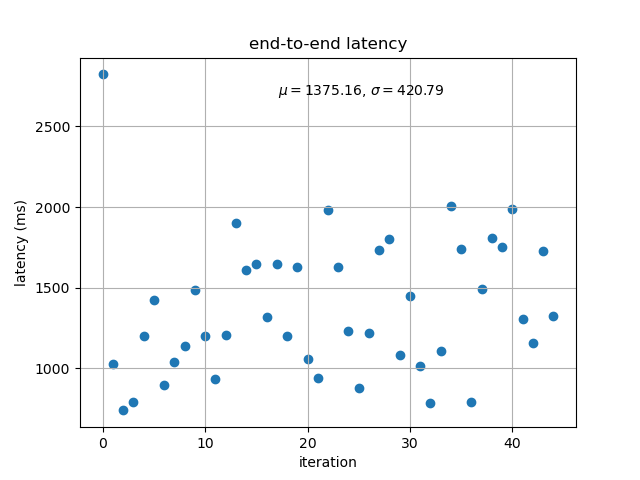 end-to-end latency
μ = 1375.16, σ = 420.79
2500
2000
1500
1000
latency (ms)
0 10 20 30 40
iteration